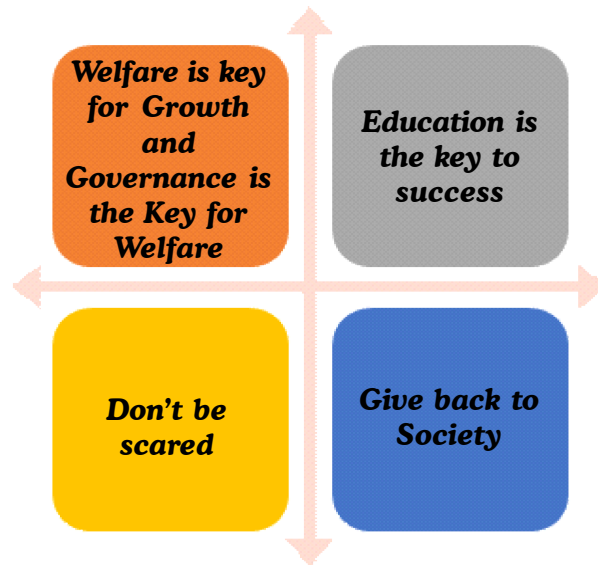 Welfare is key
for Growth
and
Governance is
the Key for
Welfare
Education is
the key to
success
Don't be
scared
Give back to
Society